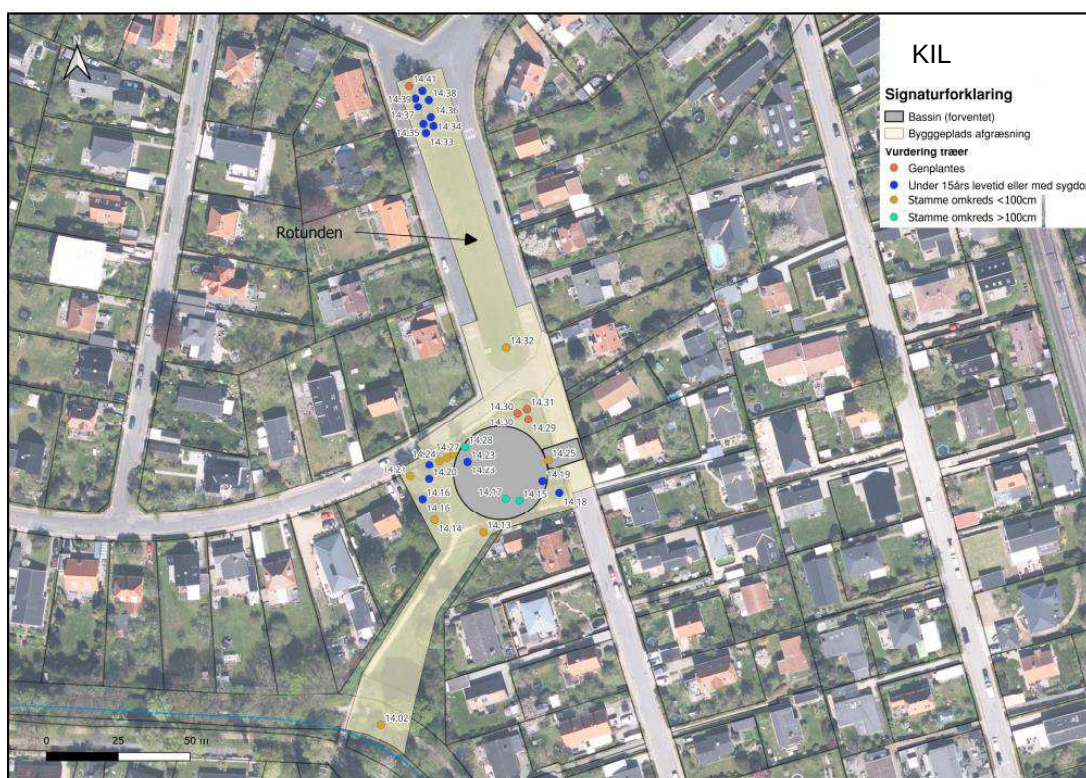 KIL
N
Signaturforklaring
Bassin (forventet)
Bygggeplads afgræsning
Vurdering træer
Genplantes
Under 15års levetid eller med sygdo
Stamme omkreds <100cm
Stamme omkreds >100cm
14.41
14.39
14.38
14.37
14.36
14.34
14.35
14.33
Rotunden
14.32
14.31
14.30
14.30
14.29
14.28
14.27
14.24
14.23
14.25
14.21
14.20
14.23
14.19
14.16
14.17
14.15
14.18
14.16
14.14
14.13
14.02
0 25 50 m